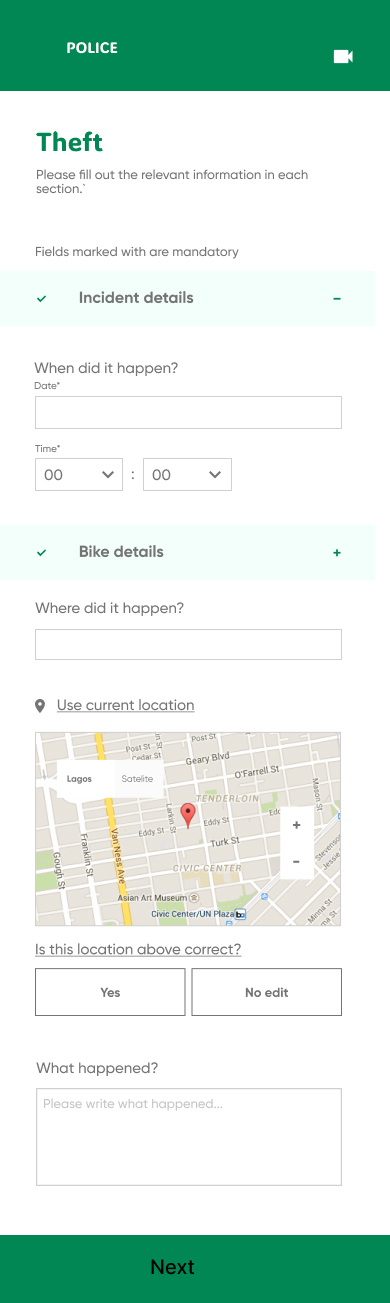 POLICE
Theft
Please fill out the relevant information in each
section.*
Fields marked with are mandatory
Incident details
–
When did it happen?
Date*
Time*
00 : 00
Bike details
+
Where did it happen?
Use current location
Post St
Post St
Cedar St
Geary Blvd
Lagos
Satelite
O'Farrell St
Mason St
TENDERLOIN
Larkin St
Eddy St
Eddy St
+
Franklin St
Van Ness Ave
Turk St
Gough St
CIVIC CENTER
–
Asian Art Museum
Civic Center/UN Plaza
Minna St
Is this location above correct?
Yes
No edit
What happened?
Please write what happened...
Next